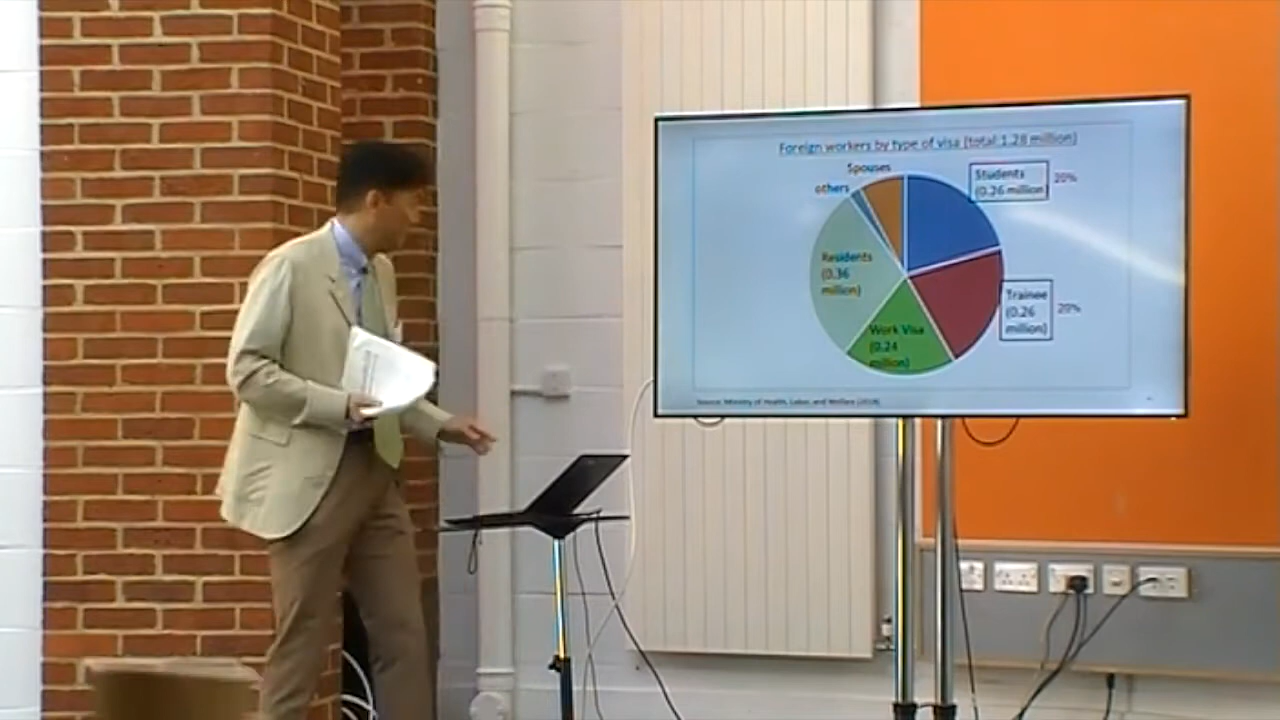 Foreign workers by type of visa (total 1.28 million)
Spouses
others
Students
(0.26 million)
20%
Residents
(0.36
million)
Trainee
(0.26
million)
20%
Work Visa
(0.24
million)
Source: Ministry of Health, Labor, and Welfare (2018)